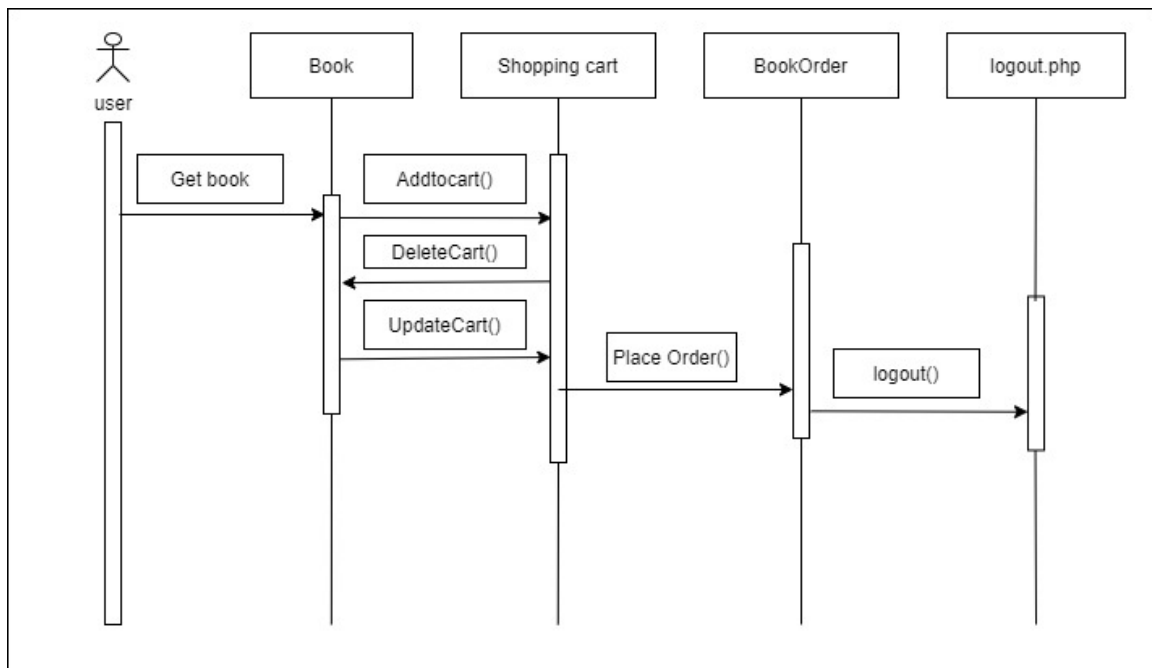 Book
Shopping cart
BookOrder
logout.php
user
Get book
Addtocart()
DeleteCart()
UpdateCart()
Place Order()
logout()